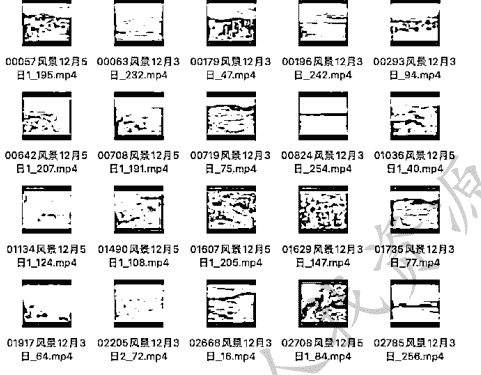 00057风景12月5 00063风景12月3 00179风景12月3 00196风景12月3 00293风景12月3
日1_195.mp4 日_232.mp4 日_47.mp4 日_242.mp4 日_94.mp4
00642风景12月5 00708风景12月5 00719风景12月3 00824风景12月3 01036风景12月5
日1_207.mp4 日1_191.mp4 日_75.mp4 日_254.mp4 日1_40.mp4
01134风景12月5 01490风景12月5 01607风景12月5 01629风景12月3 01735风景12月3
日1_124.mp4 日1_108.mp4 日1_205.mp4 日_147.mp4 日_77.mp4
01917风景12月3 02205风景12月3 02668风景12月3 02708风景12月5 02785风景12月3
日_64.mp4 日2_72.mp4 日_16.mp4 日1_84.mp4 日_256.mp4
资源